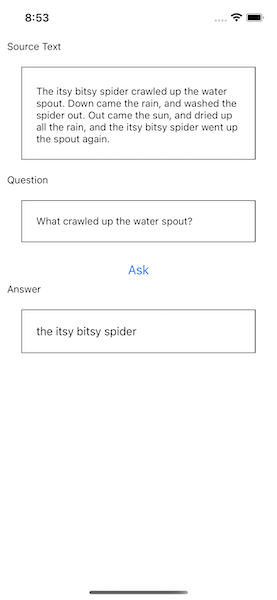 8:53
Source Text
The itsy bitsy spider crawled up the water
spout. Down came the rain, and washed the
spider out. Out came the sun, and dried up
all the rain, and the itsy bitsy spider went up
the spout again.
Question
What crawled up the water spout?
Ask
Answer
the itsy bitsy spider